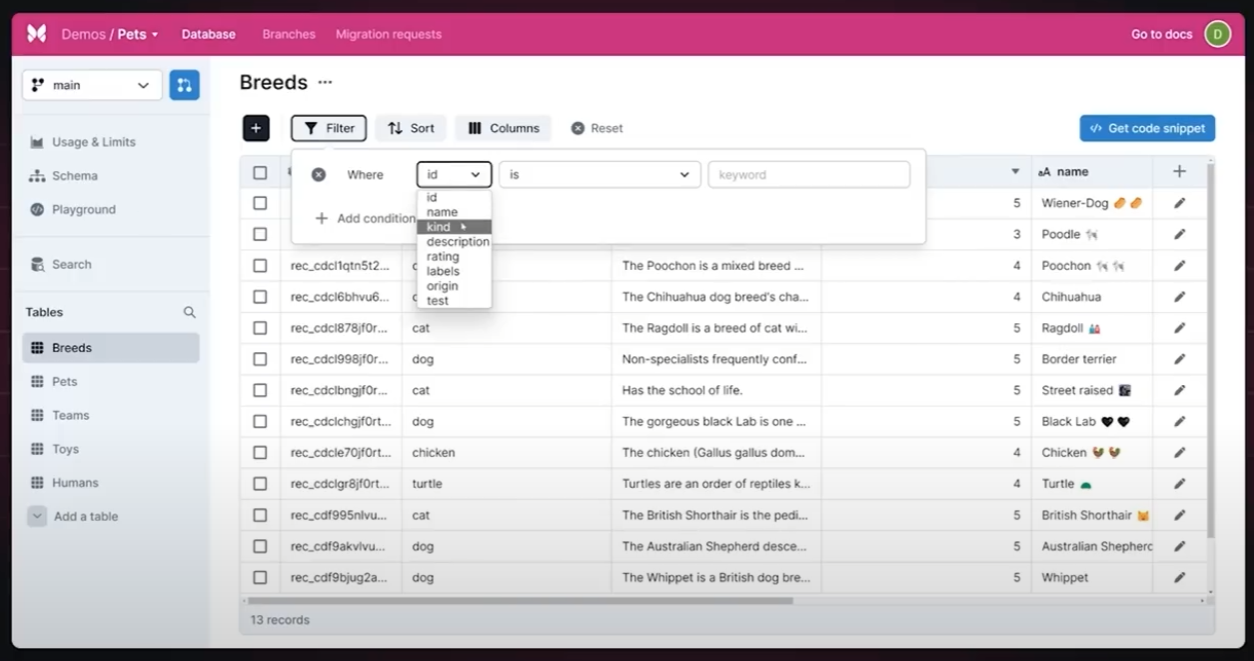 Demos / Pets Database Branches Migration requests Go to docs D
main
Usage & Limits
Schema
Playground
Search
Tables
Breeds
Pets
Teams
Toys
Humans
Add a table
Breeds ...
+ Filter Sort Columns Reset Get code snippet
Where id is keyword
+ Add condition
id
name
kind
description
rating
labels
origin
test
name +
5 Wiener-Dog
3 Poodle
rec_cdcl1qtn5t2... The Poochon is a mixed breed ... 4 Poochon
rec_cdcl6bhvu6... The Chihuahua dog breed's cha... 4 Chihuahua
rec_cdcl878jf0r... cat The Ragdoll is a breed of cat wi... 5 Ragdoll
rec_cdcl998jf0r... dog Non-specialists frequently conf... 5 Border terrier
rec_cdclbngjf0r... cat Has the school of life. 5 Street raised
rec_cdclchgjf0rt... dog The gorgeous black Lab is one ... 5 Black Lab
rec_cdcle70jf0rt... chicken The chicken (Gallus gallus dom... 4 Chicken
rec_cdclgr8jf0rt... turtle Turtles are an order of reptiles k... 4 Turtle
rec_cdf995nlvu... cat The British Shorthair is the pedi... 5 British Shorthair
rec_cdf9akvlvu... dog The Australian Shepherd desce... 5 Australian Shepherd
rec_cdf9bjug2a... dog The Whippet is a British dog bre... 5 Whippet
13 records